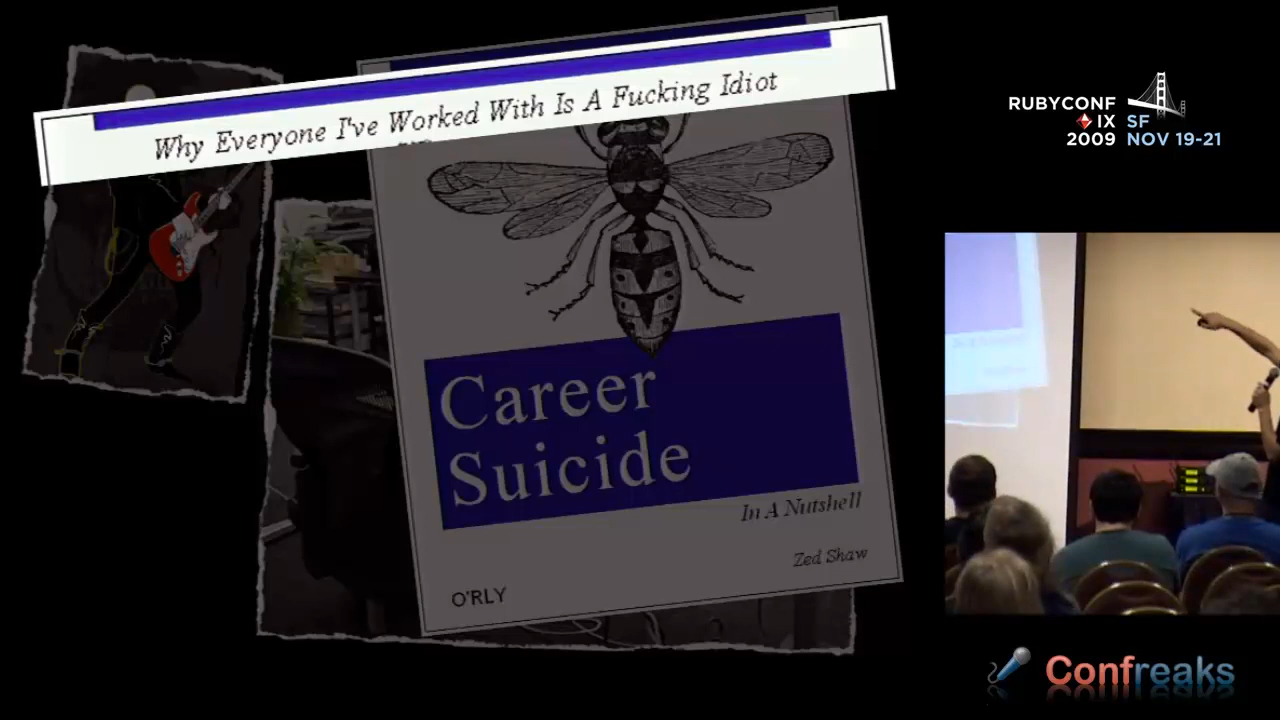 Why Everyone I've Worked With Is A Fucking Idiot
Career
Suicide
In A Nutshell
Zed Shaw
O'RLY
RUBYCONF
IX SF
2009 NOV 19-21
Confreaks